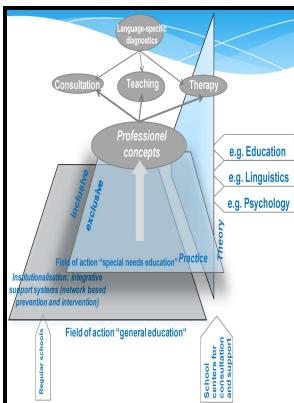 Language-specific
diagnostics
Consultation
Teaching
Therapy
Professionel
concepts
inclusive
exclusive
e.g. Education
e.g. Linguistics
e.g. Psychology
Theory
Practice
Field of action "special needs education"
Institutionalisation: integrative
support systems (network based
prevention and intervention)
Field of action "general education"
Regular schools
School
centers for
consultation
and support